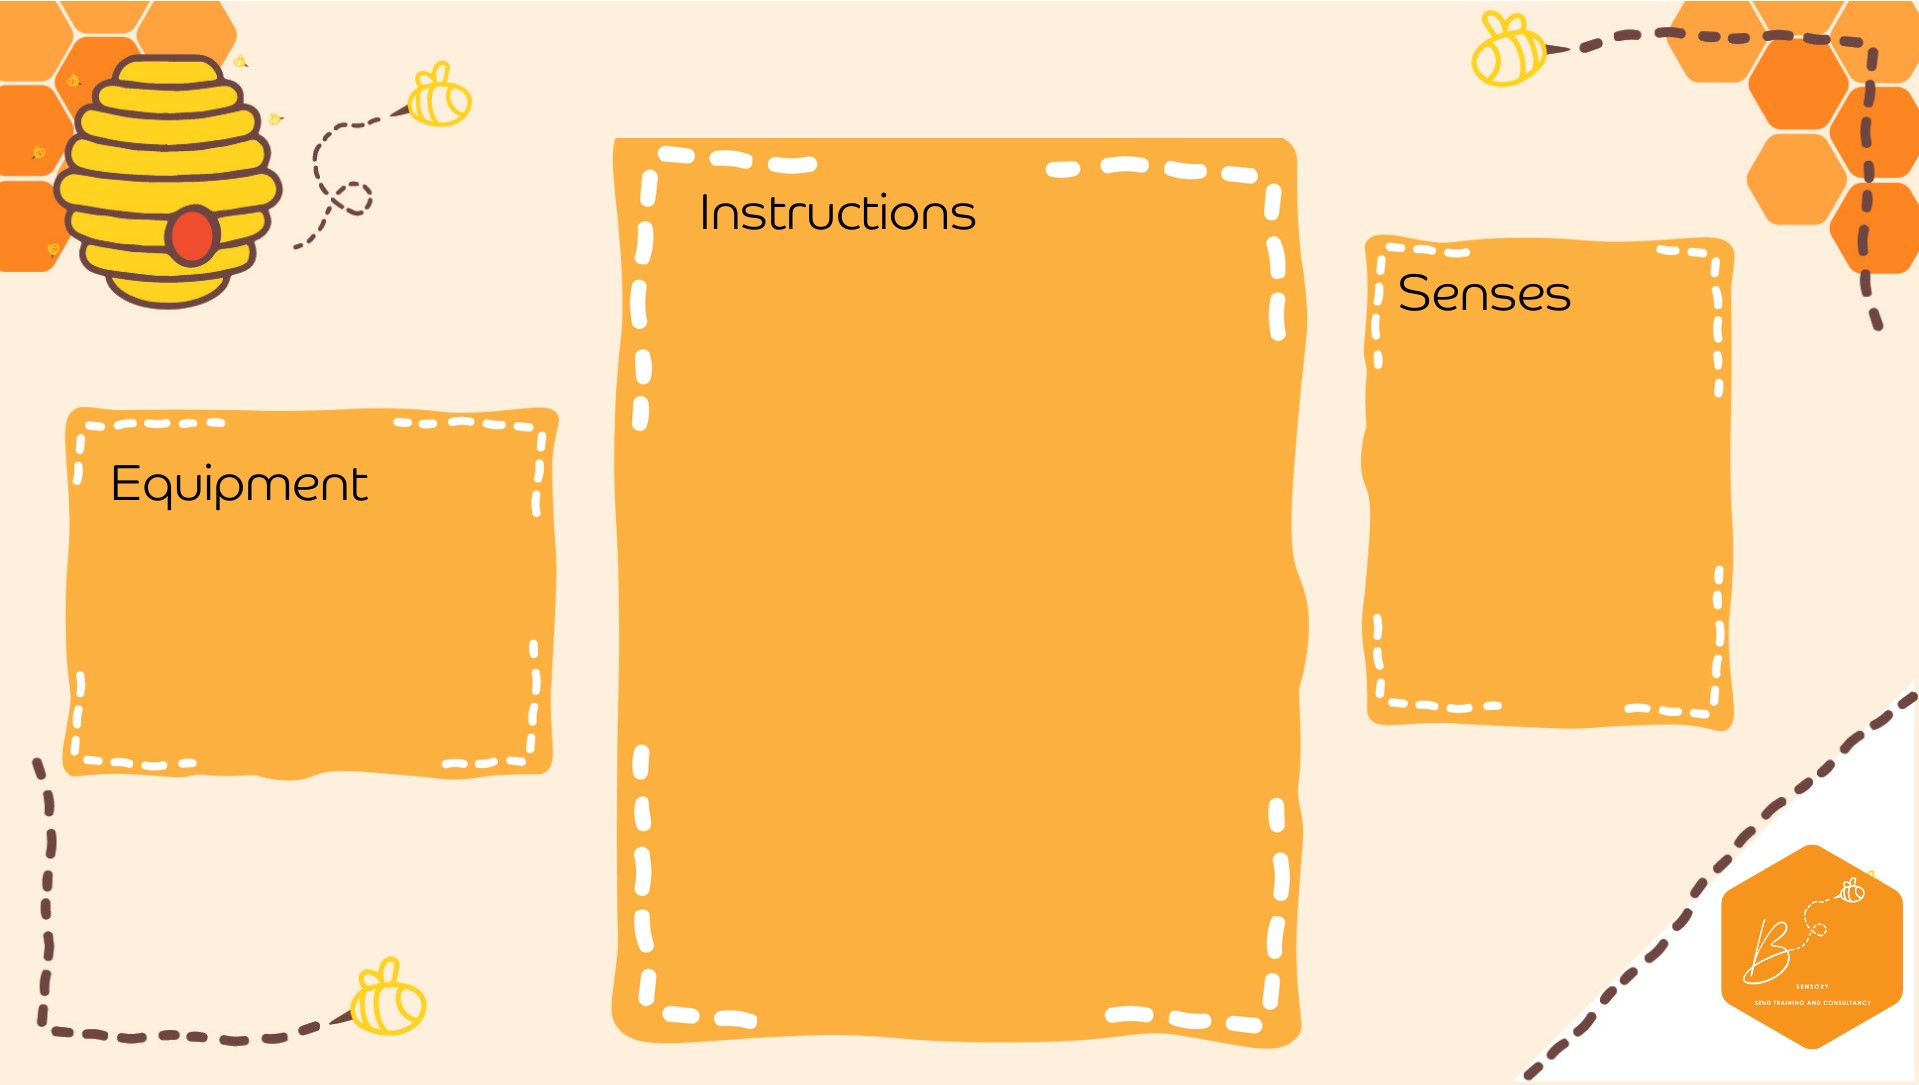 Instructions
Senses
Equipment
B
SENSORY
SEND TRAINING AND CONSULTANCY